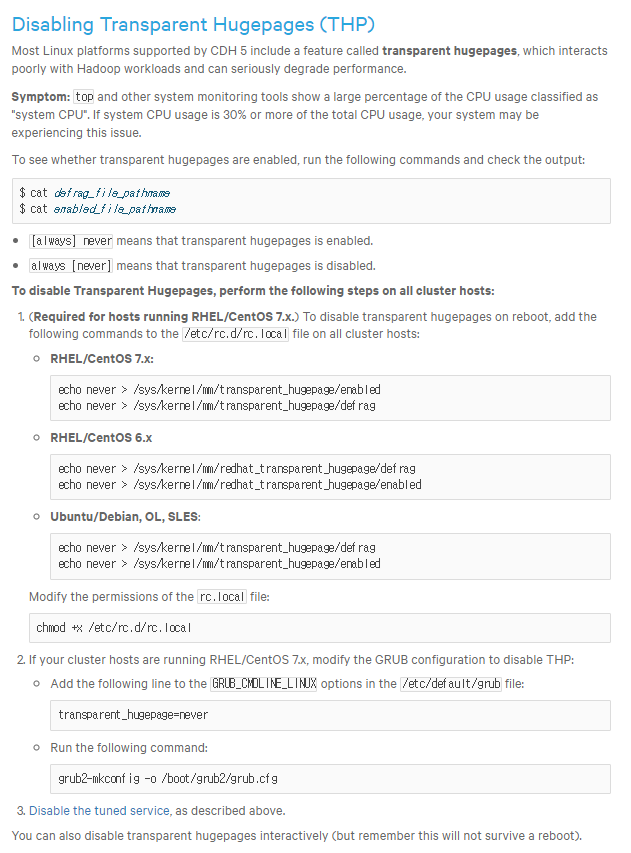 Disabling Transparent Hugepages (THP)
Most Linux platforms supported by CDH 5 include a feature called transparent hugepages, which interacts
poorly with Hadoop workloads and can seriously degrade performance.
Symptom: top and other system monitoring tools show a large percentage of the CPU usage classified as
"system CPU". If system CPU usage is 30% or more of the total CPU usage, your system may be
experiencing this issue.
To see whether transparent hugepages are enabled, run the following commands and check the output:
$ cat defrag_file_pathname
$ cat enabled_file_pathname
• [always] never means that transparent hugepages is enabled.
• always [never] means that transparent hugepages is disabled.
To disable Transparent Hugepages, perform the following steps on all cluster hosts:
1. (Required for hosts running RHEL/CentOS 7.x.) To disable transparent hugepages on reboot, add the
following commands to the /etc/rc.d/rc.local file on all cluster hosts:
○ RHEL/CentOS 7.x:
echo never > /sys/kernel/mm/transparent_hugepage/enabled
echo never > /sys/kernel/mm/transparent_hugepage/defrag
○ RHEL/CentOS 6.x
echo never > /sys/kernel/mm/redhat_transparent_hugepage/defrag
echo never > /sys/kernel/mm/redhat_transparent_hugepage/enabled
○ Ubuntu/Debian, OL, SLES:
echo never > /sys/kernel/mm/transparent_hugepage/defrag
echo never > /sys/kernel/mm/transparent_hugepage/enabled
Modify the permissions of the rc.local file:
chmod +x /etc/rc.d/rc.local
2. If your cluster hosts are running RHEL/CentOS 7.x, modify the GRUB configuration to disable THP:
○ Add the following line to the GRUB_CMDLINE_LINUX options in the /etc/default/grub file:
transparent_hugepage=never
○ Run the following command:
grub2-mkconfig -o /boot/grub2/grub.cfg
3. Disable the tuned service, as described above.
You can also disable transparent hugepages interactively (but remember this will not survive a reboot).